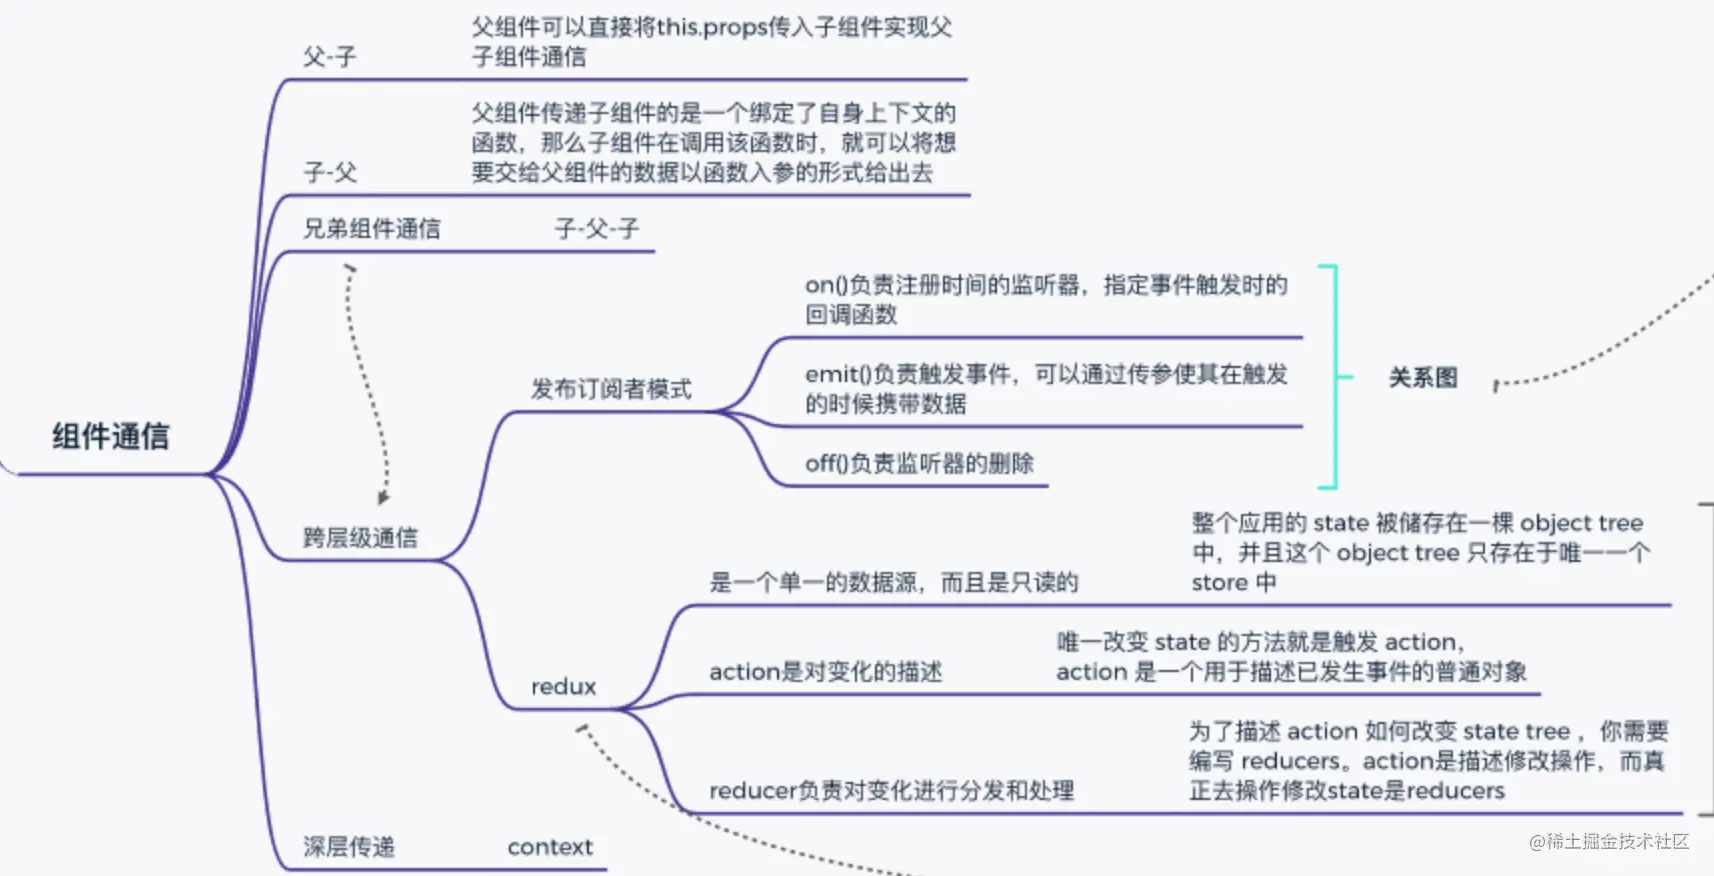 父组件可以直接将this.props传入子组件实现父
父-子
子组件通信
父组件传递子组件的是一个绑定了自身上下文的
函数，那么子组件在调用该函数时，就可以将想
子-父
要交给父组件的数据以函数入参的形式给出去
兄弟组件通信
子-父-子
on()负责注册时间的监听器，指定事件触发时的
回调函数
发布订阅者模式
emit()负责触发事件，可以通过传参使其在触发
的时候携带数据
关系图
off()负责监听器的删除
组件通信
跨层级通信
整个应用的 state 被储存在一棵 object tree
中，并且这个 object tree 只存在于唯一一个
store 中
是一个单一的数据源，而且是只读的
唯一改变 state 的方法就是触发 action，
action是对变化的描述
action 是一个用于描述已发生事件的普通对象
redux
为了描述 action 如何改变 state tree ，你需要
编写 reducers。action是描述修改操作，而真
reducer负责对变化进行分发和处理
正去操作修改state是reducers
深层传递
context
@稀土掘金技术社区